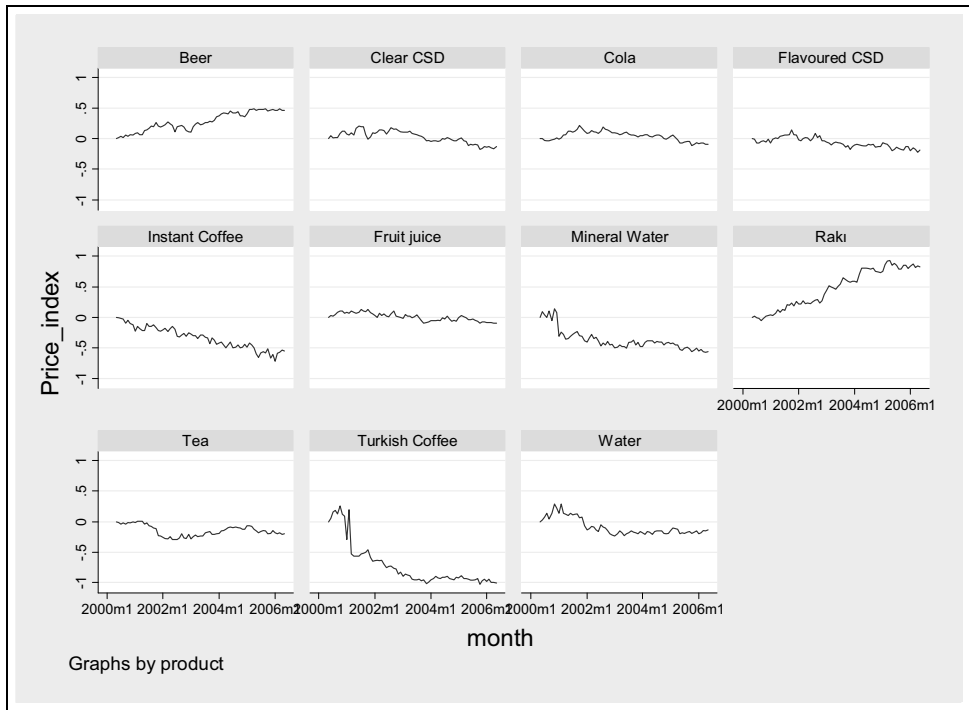 Beer
Clear CSD
Cola
Flavoured CSD
1
.5
0
-.5
-1
Instant Coffee
Fruit juice
Mineral Water
Rakı
1
.5
0
-.5
-1
2000m1 2002m1 2004m1 2006m1
Tea
Turkish Coffee
Water
1
.5
0
-.5
-1
2000m1 2002m1 2004m1 2006m1
2000m1 2002m1 2004m1 2006m1
2000m1 2002m1 2004m1 2006m1
Price_index
month
Graphs by product